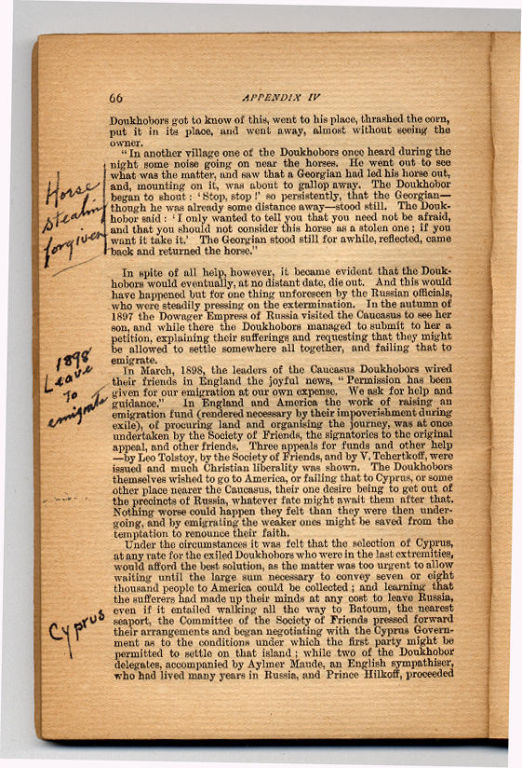 66
APPENDIX IV
Doukhobors got to know of this, went to his place, thrashed the corn,
put it in its place, and went away, almost without seeing the
owner.
"In another village one of the Doukhobors once heard during the
night some noise going on near the horses. He went out to see
what was the matter, and saw that a Georgian had led his horse out,
and, mounting on it, was about to gallop away. The Doukhobor
began to shout: 'Stop, stop!' so persistently, that the Georgian—
though he was already some distance away—stood still. The Douk-
hobor said: 'I only wanted to tell you that you need not be afraid,
and that you should not consider this horse as a stolen one; if you
want it take it.' The Georgian stood still for awhile, reflected, came
back and returned the horse."
Horse
stealing
forgiven
In spite of all help, however, it became evident that the Douk-
hobors would eventually, at no distant date, die out. And this would
have happened but for one thing unforeseen by the Russian officials,
who were steadily pressing on the extermination. In the autumn of
1897 the Dowager Empress of Russia visited the Caucasus to see her
son, and while there the Doukhobors managed to submit to her a
petition, explaining their sufferings and requesting that they might
be allowed to settle somewhere all together, and failing that to
emigrate.
In March, 1898, the leaders of the Caucasus Doukhobors wired
their friends in England the joyful news, "Permission has been
given for our emigration at our own expense. We ask for help and
guidance." In England and America the work of raising an
emigration fund (rendered necessary by their impoverishment during
exile), of procuring land and organising the journey, was at once
undertaken by the Society of Friends, the signatories to the original
appeal, and other friends. Three appeals for funds and other help
—by Leo Tolstoy, by the Society of Friends, and by V. Tchertkoff, were
issued and much Christian liberality was shown. The Doukhobors
themselves wished to go to America, or failing that to Cyprus, or some
other place nearer the Caucasus, their one desire being to get out of
the precincts of Russia, whatever fate might await them after that.
Nothing worse could happen they felt than they were then under-
going, and by emigrating the weaker ones might be saved from the
temptation to renounce their faith.
1898
Leave
To
emigrate
Under the circumstances it was felt that the selection of Cyprus,
at any rate for the exiled Doukhobors who were in the last extremities,
would afford the best solution, as the matter was too urgent to allow
waiting until the large sum necessary to convey seven or eight
thousand people to America could be collected; and learning that
the sufferers had made up their minds at any cost to leave Russia,
even if it entailed walking all the way to Batoum, the nearest
seaport, the Committee of the Society of Friends pressed forward
their arrangements and began negotiating with the Cyprus Govern-
ment as to the conditions under which the first party might be
permitted to settle on that island; while two of the Doukhobor
delegates, accompanied by Aylmer Maude, an English sympathiser,
who had lived many years in Russia, and Prince Hilkoff, proceeded
Cyprus